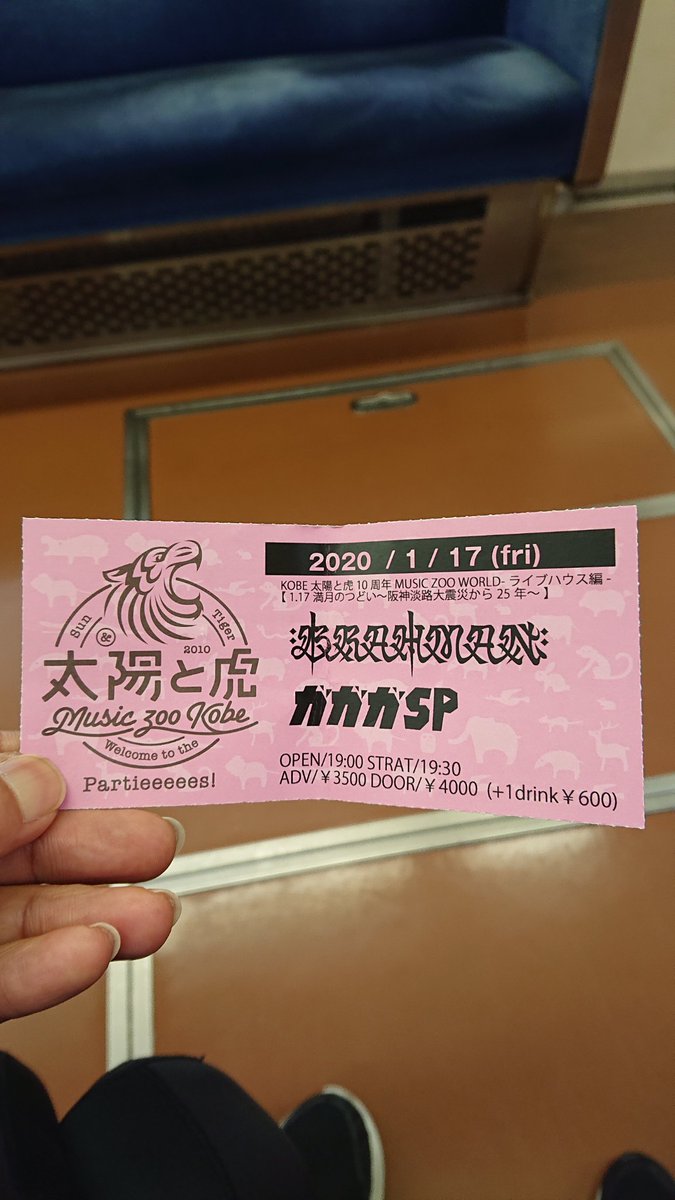 Sun & Tiger
2010
太陽と虎
Music Zoo Kobe
Welcome to the
Partieeeees!
2020 / 1 / 17 (fri)
KOBE 太陽と虎 10 周年 MUSIC ZOO WORLD- ライブハウス編 -
【 1.17 満月のつどい〜阪神淡路大震災から 25 年〜 】
BRAHMAN
ガガガSP
OPEN/19:00 STRAT/19:30
ADV/￥3500 DOOR/￥4000 (+1drink￥600)